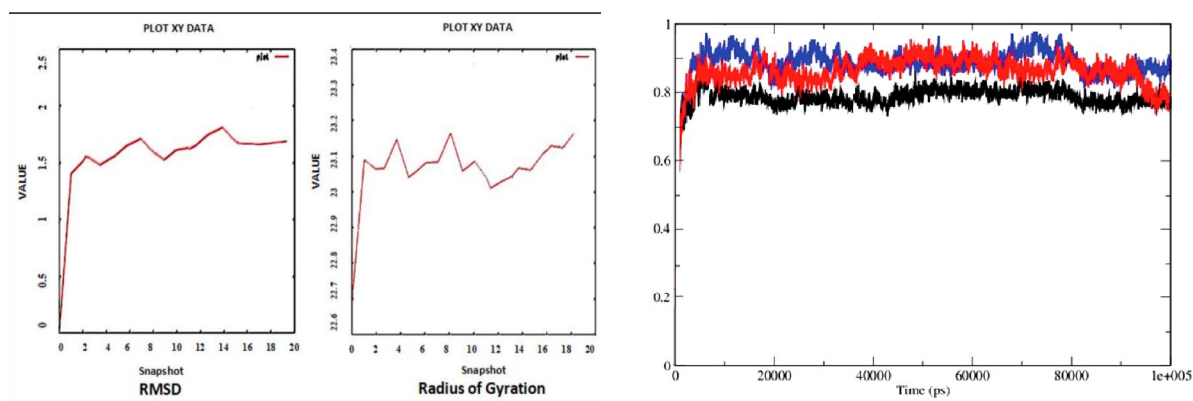 PLOT XY DATA
plot
2.5
2
1.5
1
0.5
0
VALUE
0 2 4 6 8 10 12 14 16 18 20
Snapshot
RMSD
PLOT XY DATA
plot
23.4
23.3
23.2
23.1
23
22.9
22.8
22.7
22.6
VALUE
0 2 4 6 8 10 12 14 16 18 20
Snapshot
Radius of Gyration
1
0.8
0.6
0.4
0.2
0
0 20000 40000 60000 80000 1e+005
Time (ps)